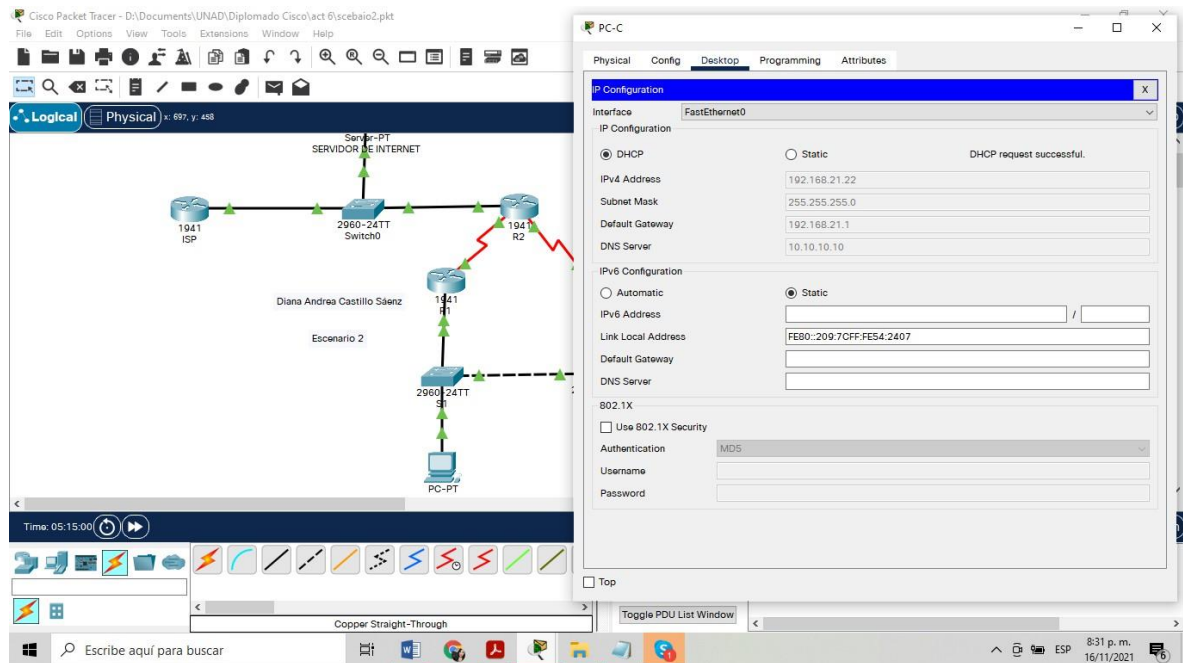 Cisco Packet Tracer - D:\Documents\UNAD\Diplomado Cisco\act 6\scebaio2.pkt
File Edit Options View Tools Extensions Window Help
Logical Physical x: 697, y: 458
Server-PT
SERVIDOR DE INTERNET
1941
ISP
2960-24TT
Switch0
1941
R2
1941
R1
Diana Andrea Castillo Sáenz
Escenario 2
2960-24TT
S1
PC-PT
Time: 05:15:00
Copper Straight-Through
PC-C
Physical Config Desktop Programming Attributes
IP Configuration X
Interface FastEthernet0
IP Configuration
DHCP Static DHCP request successful.
IPv4 Address 192.168.21.22
Subnet Mask 255.255.255.0
Default Gateway 192.168.21.1
DNS Server 10.10.10.10
IPv6 Configuration
Automatic Static
IPv6 Address /
Link Local Address FE80::209:7CFF:FE54:2407
Default Gateway
DNS Server
802.1X
Use 802.1X Security
Authentication MD5
Username
Password
Top
Toggle PDU List Window
Escribe aquí para buscar
ESP
8:31 p. m.
16/11/2021
6